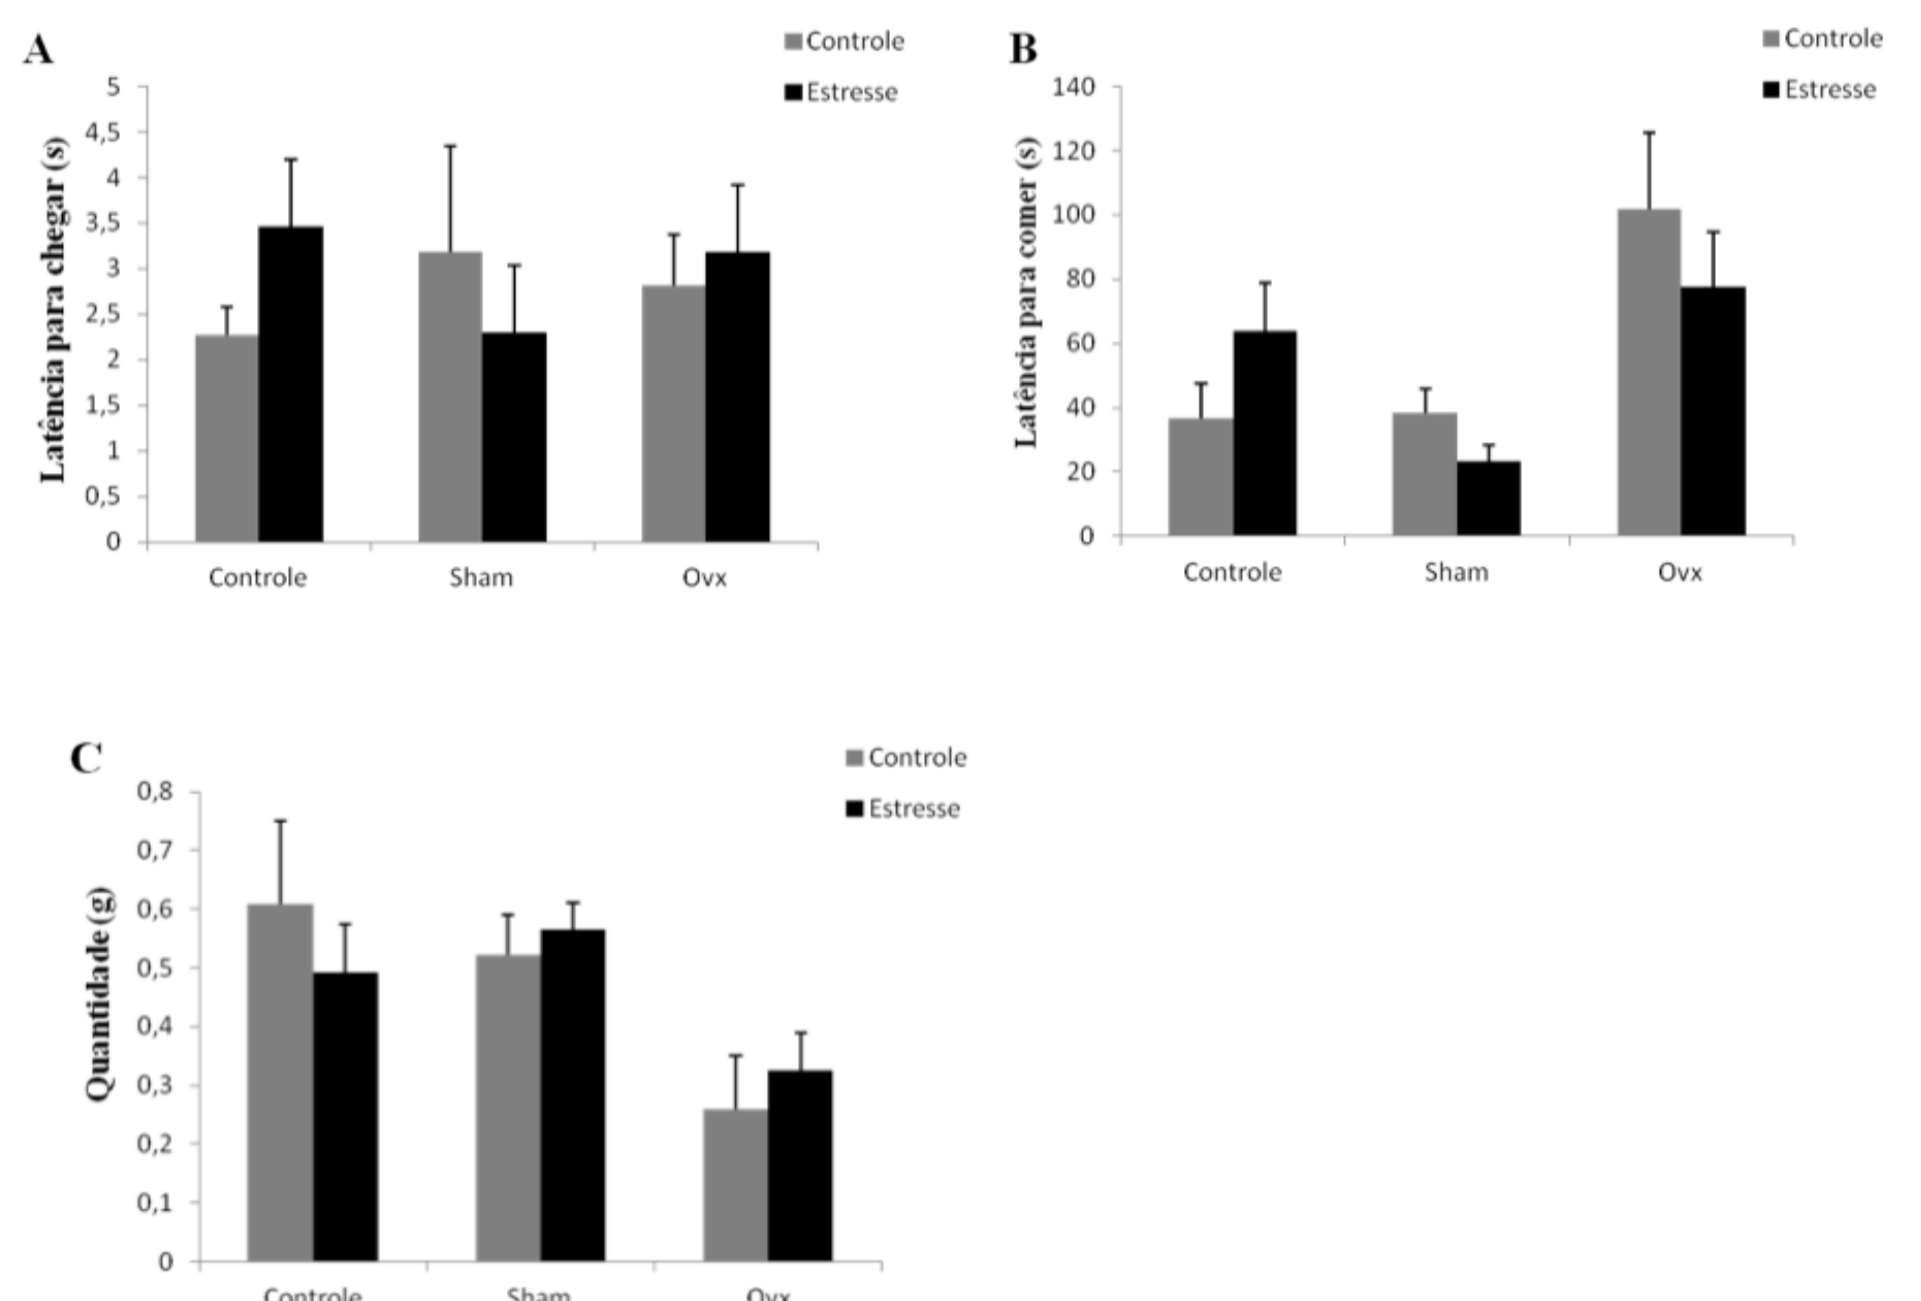 A
Controle
Estresse
Latência para chegar (s)
5
4,5
4
3,5
3
2,5
2
1,5
1
0,5
0
Controle Sham Ovx
B
Controle
Estresse
Latência para comer (s)
140
120
100
80
60
40
20
0
Controle Sham Ovx
C
Controle
Estresse
Quantidade (g)
0,8
0,7
0,6
0,5
0,4
0,3
0,2
0,1
0
Controle Sham Ovx